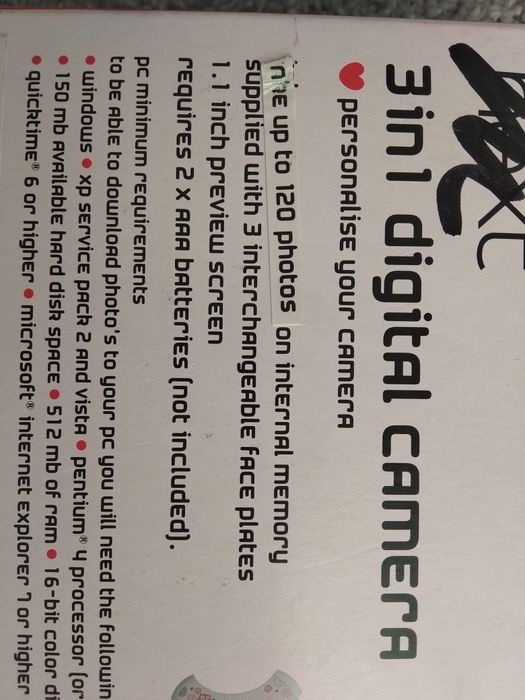 3 in 1 digital camera
personalise your camera
up to 120 photos on internal memory
supplied with 3 interchangeable face plates
1.1 inch preview screen
requires 2 x AAA batteries (not included).
pc minimum requirements
to be able to download photo's to your pc you will need the followin
• windows • xp service pack 2 and vista • pentium® 4 processor (or
• 150 mb available hard disk space • 512 mb of ram • 16-bit color di
• quicktime® 6 or higher • microsoft® internet explorer 7 or higher